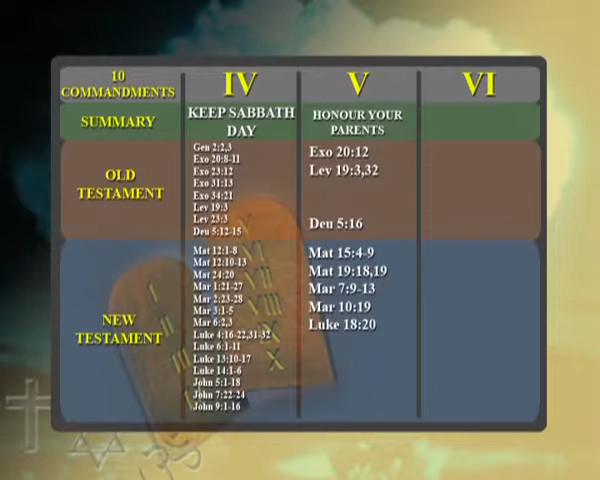 10
COMMANDMENTS
IV
V
VI
SUMMARY
KEEP SABBATH
DAY
HONOUR YOUR
PARENTS
OLD
TESTAMENT
Gen 2:2,3
Exo 20:8-11
Exo 23:12
Exo 31:13
Exo 34:21
Lev 19:3
Lev 23:3
Deu 5:12-15
Exo 20:12
Lev 19:3,32
Deu 5:16
NEW
TESTAMENT
Mat 12:1-8
Mat 12:10-13
Mat 24:20
Mar 1:21-27
Mar 2:23-28
Mar 3:1-5
Mar 6:2,3
Luke 4:16-22,31-32
Luke 6:1-11
Luke 13:10-17
Luke 14:1-6
John 5:1-18
John 7:22-24
John 9:1-16
Mat 15:4-9
Mat 19:18,19
Mar 7:9-13
Mar 10:19
Luke 18:20